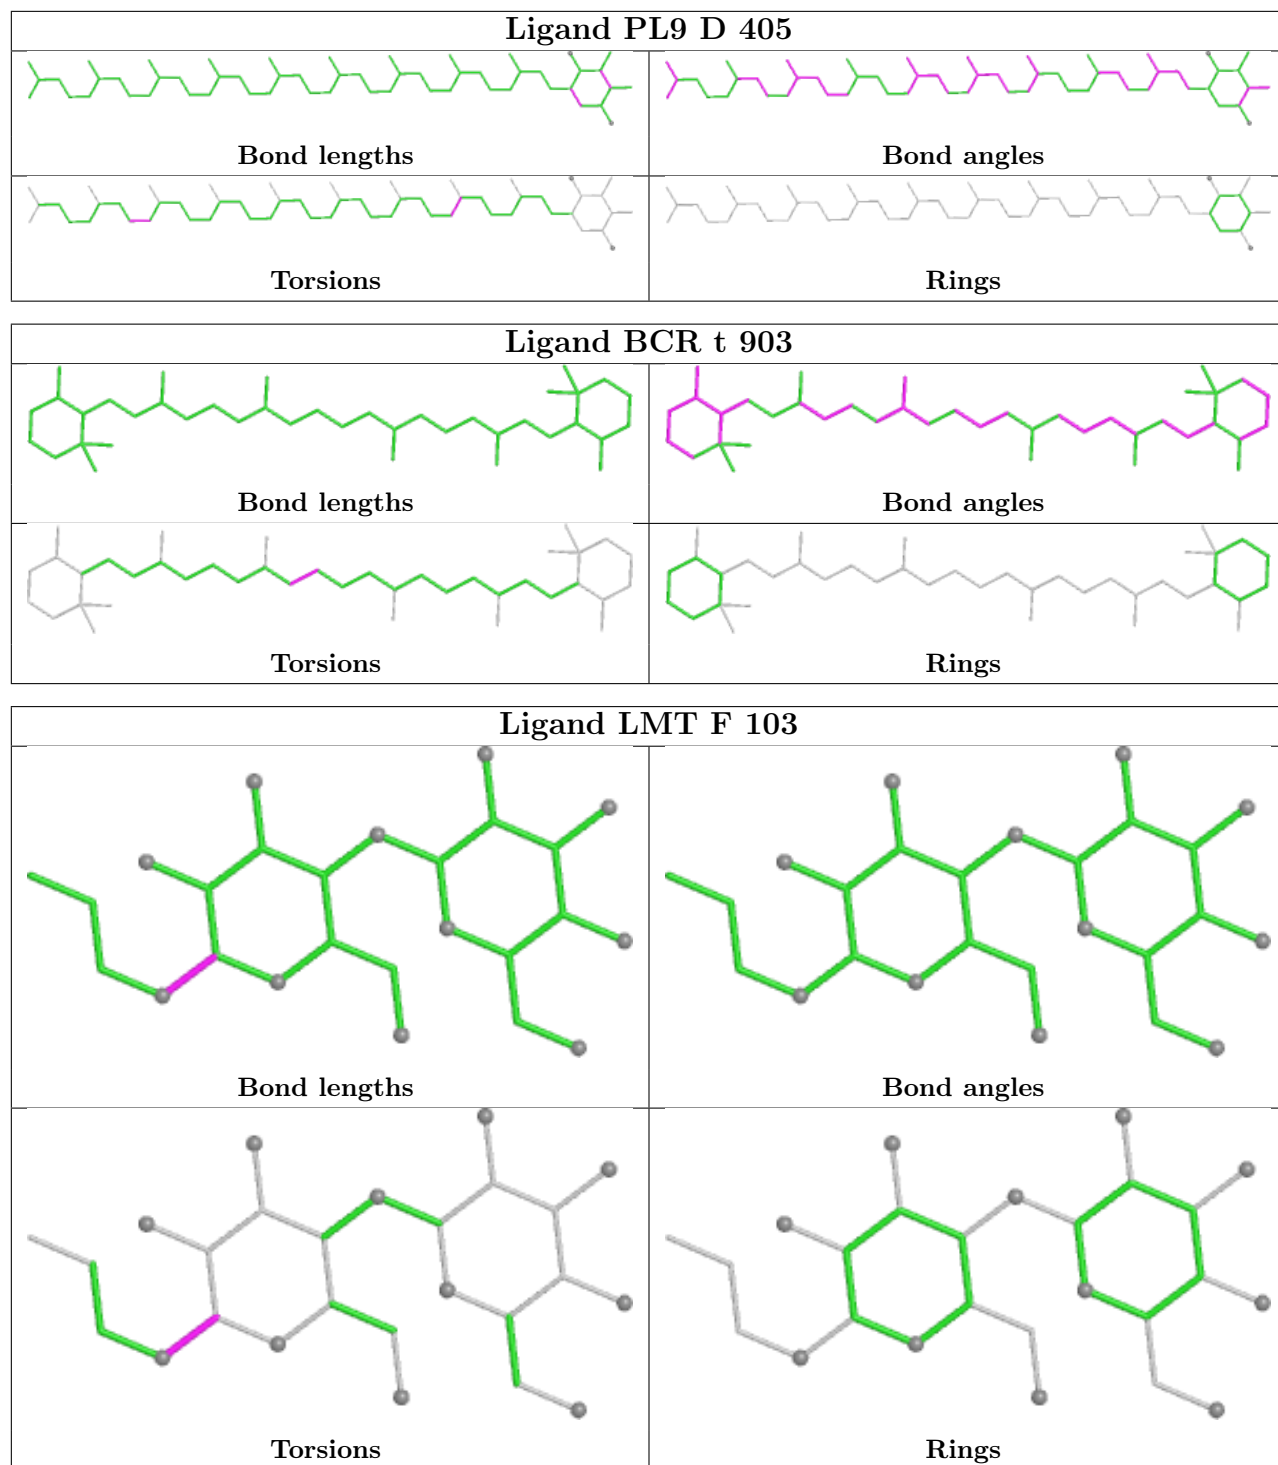 Ligand PL9 D 405
Bond lengths
Bond angles
Torsions
Rings
Ligand BCR t 903
Bond lengths
Bond angles
Torsions
Rings
Ligand LMT F 103
Bond lengths
Bond angles
Torsions
Rings